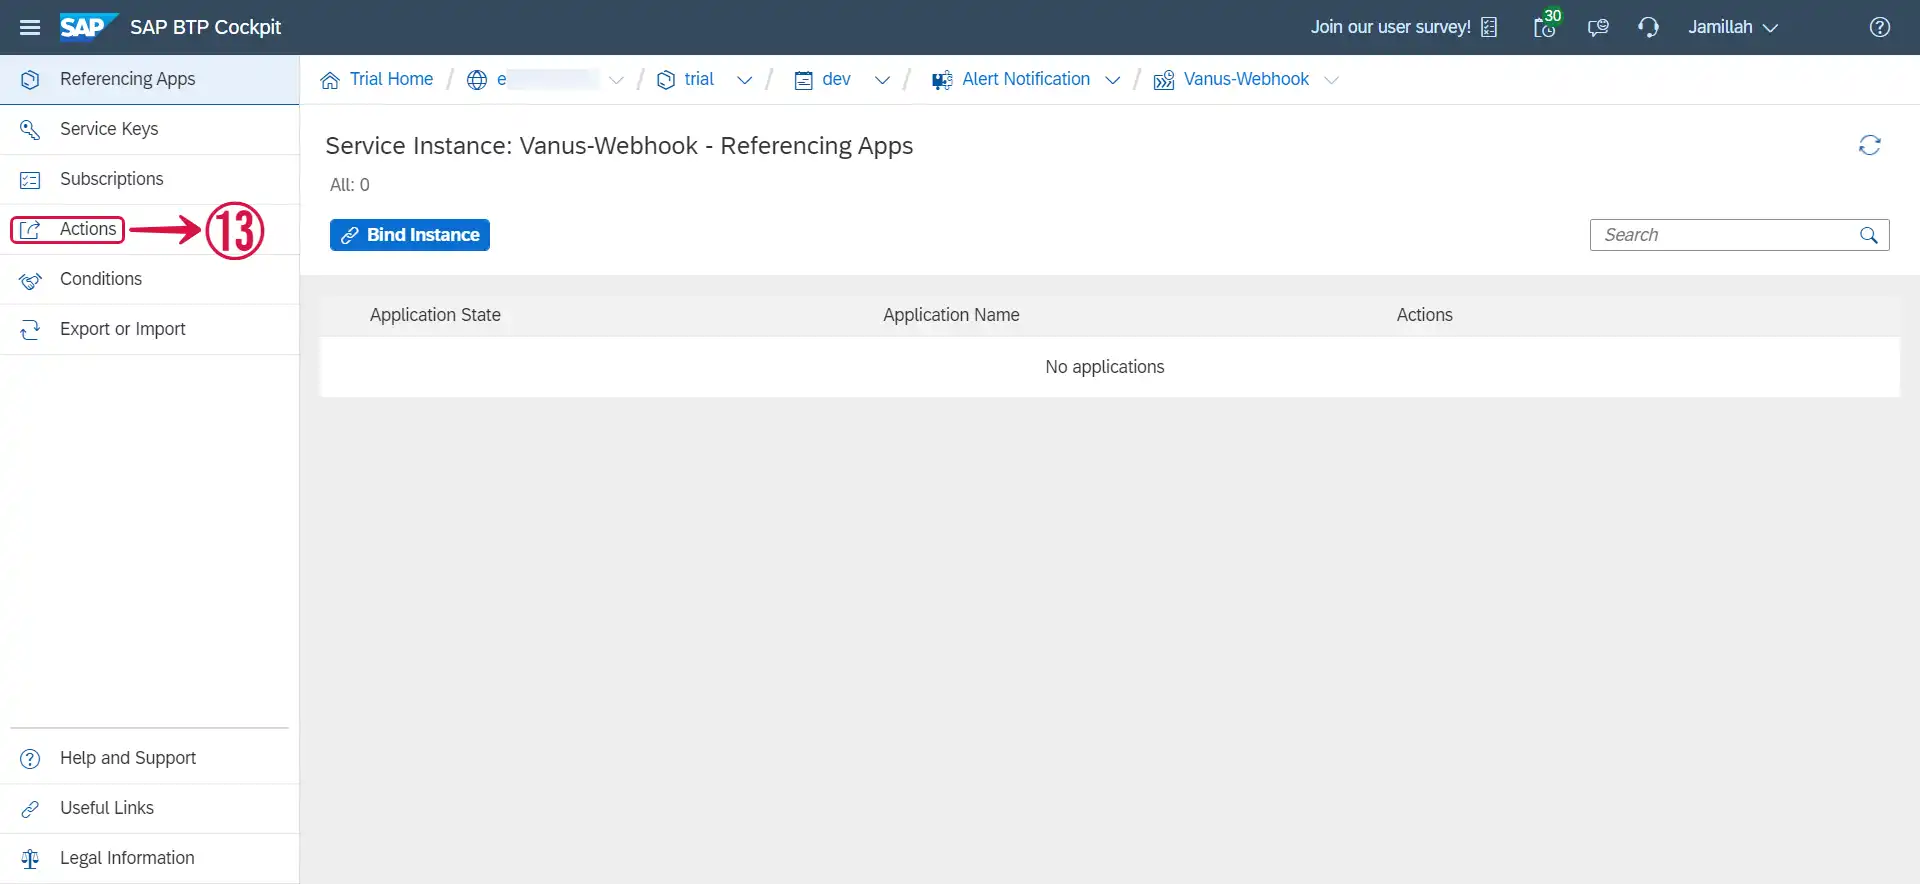 SAP SAP BTP Cockpit
Join our user survey!
30
Jamillah
Referencing Apps
Service Keys
Subscriptions
Actions 13
Conditions
Export or Import
Help and Support
Useful Links
Legal Information
Trial Home / e / trial / dev / Alert Notification / Vanus-Webhook
Service Instance: Vanus-Webhook - Referencing Apps
All: 0
Bind Instance
Search
Application State Application Name Actions
No applications